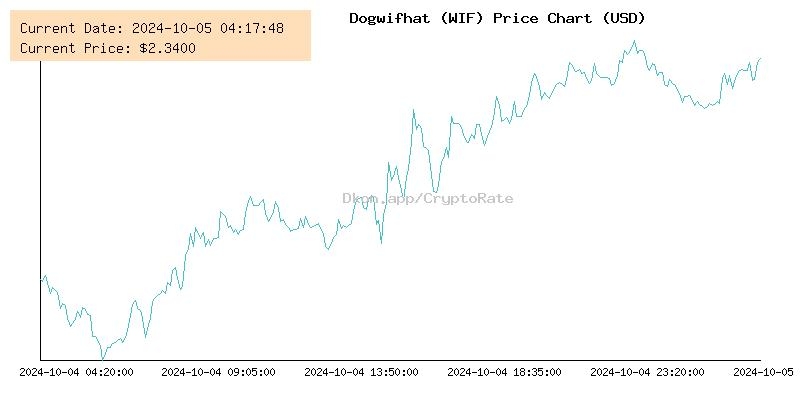 Dogwifhat (WIF) Price Chart (USD)
Current Date: 2024-10-05 04:17:48
Current Price: $2.3400
Dkon.app/CryptoRate
2024-10-04 04:20:00 2024-10-04 09:05:00 2024-10-04 13:50:00 2024-10-04 18:35:00 2024-10-04 23:20:00 2024-10-05